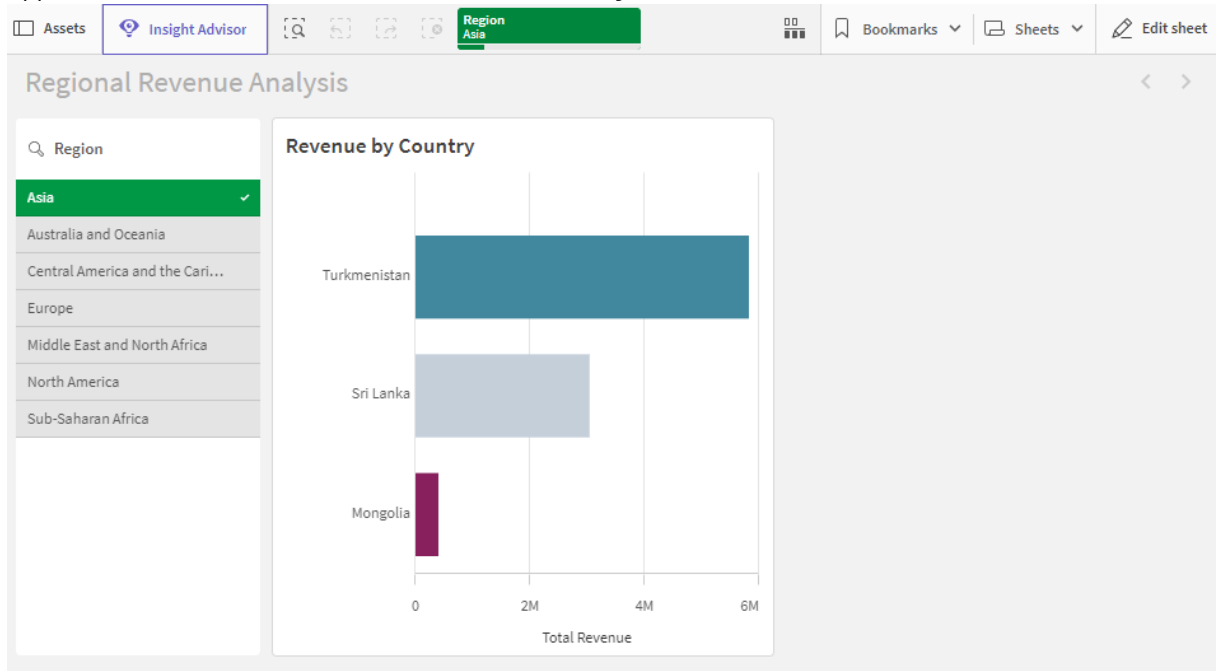 Assets
Insight Advisor
Region
Asia
Bookmarks
Sheets
Edit sheet
Regional Revenue Analysis
Region
Asia
Australia and Oceania
Central America and the Cari...
Europe
Middle East and North Africa
North America
Sub-Saharan Africa
Revenue by Country
Turkmenistan
Sri Lanka
Mongolia
0 2M 4M 6M
Total Revenue